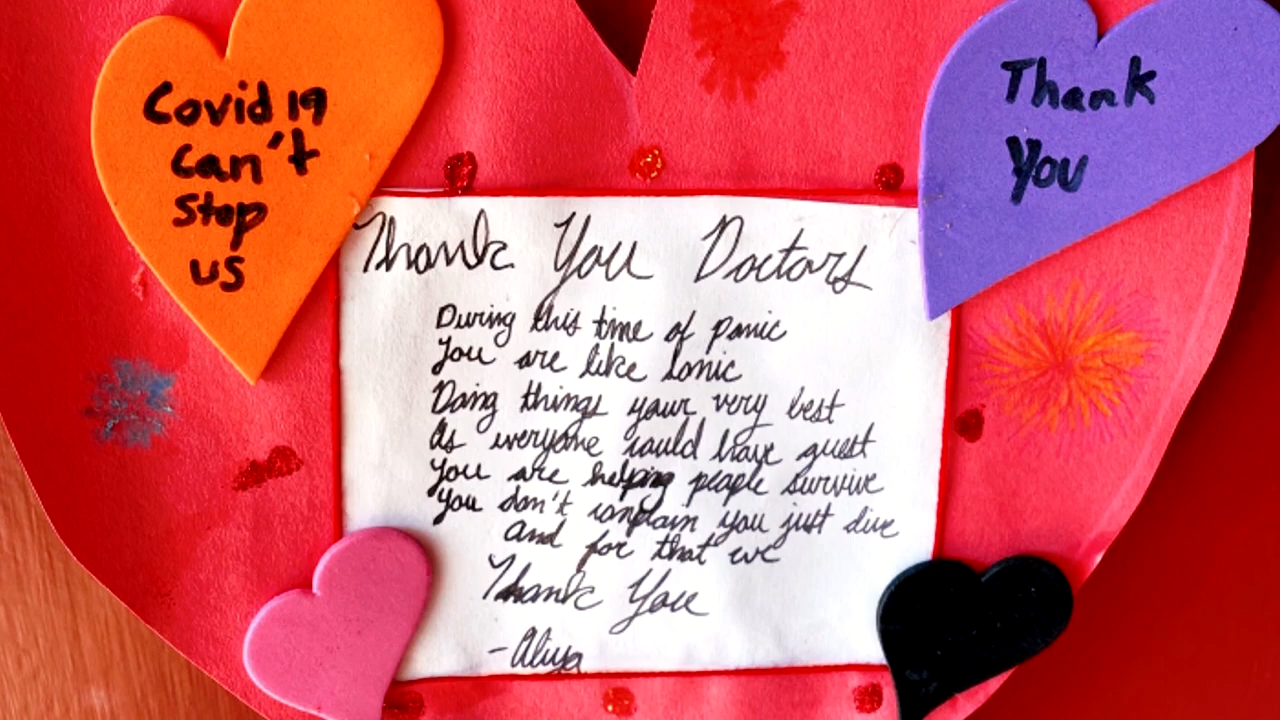 Covid 19
can't
stop
us
Thank
You
Thank You Doctors
During this time of panic
You are like sonic
Doing things your very best
As everyone could have guest
You are helping people survive
You don't complain you just dive
And for that we
Thank You
-Aliya